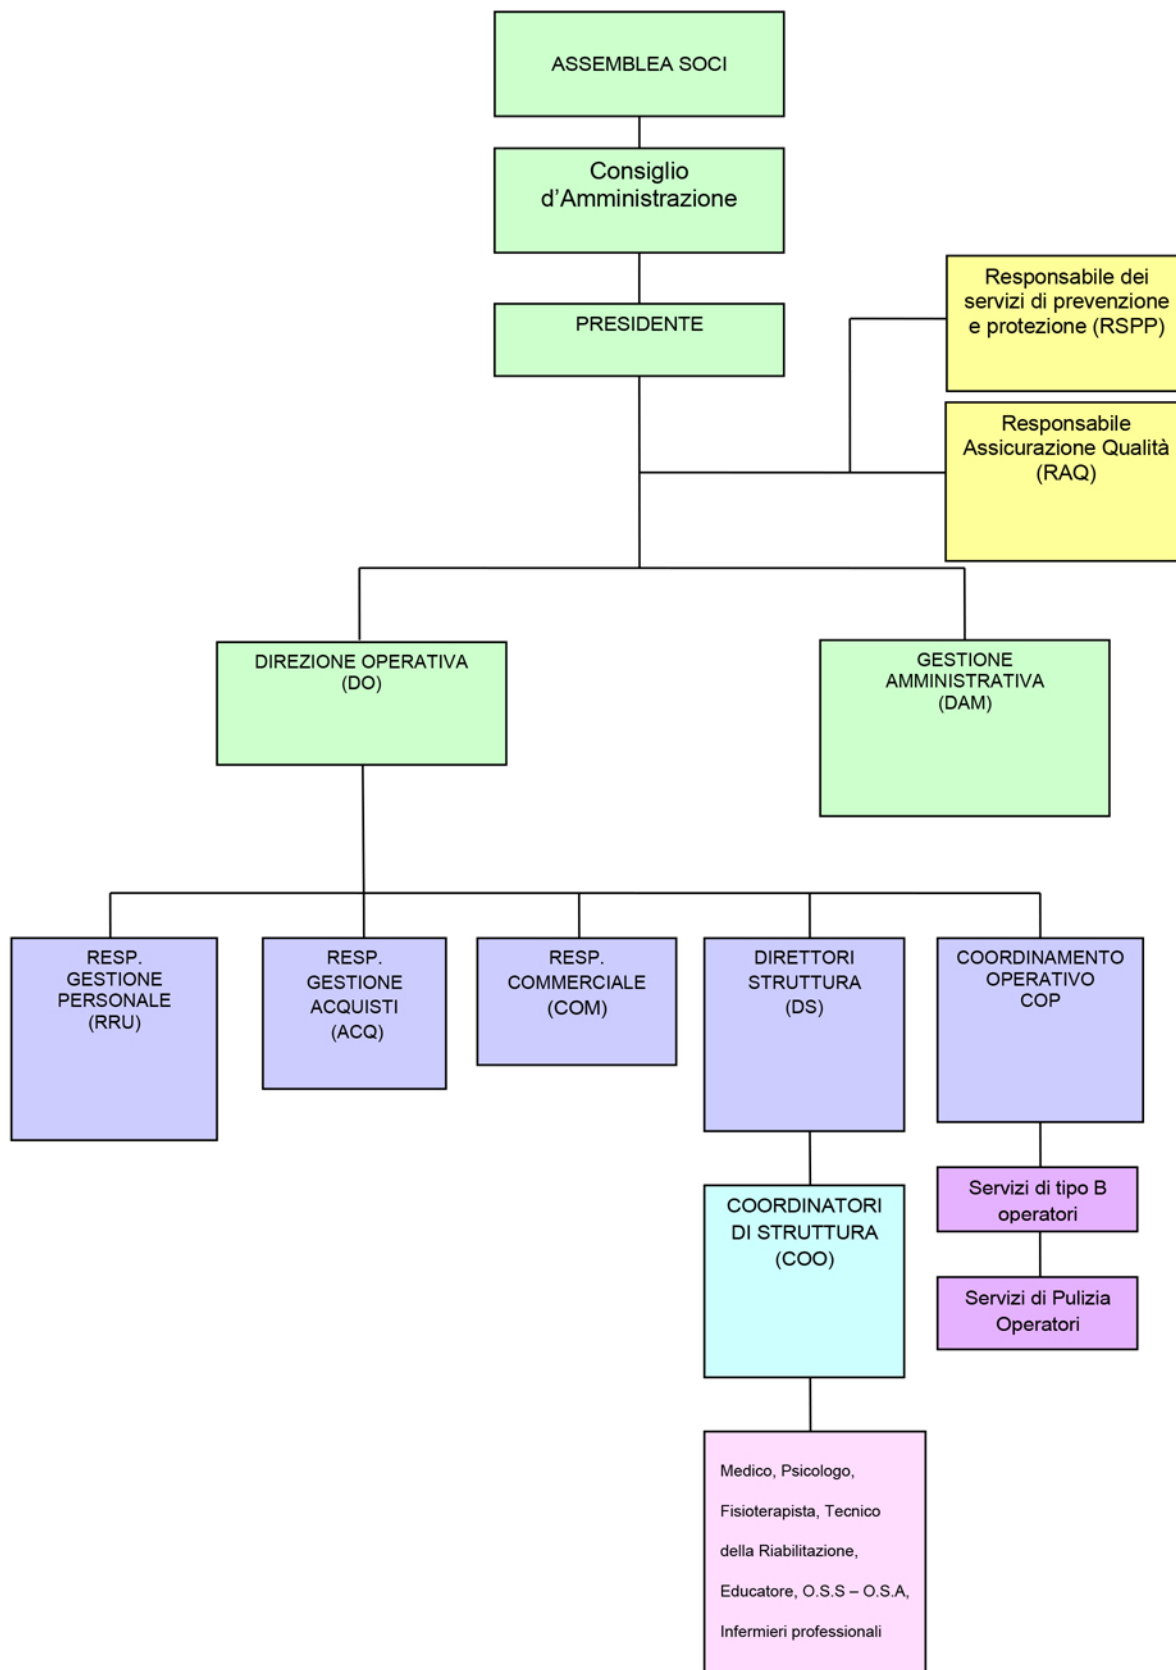 ASSEMBLEA SOCI
Consiglio
d’Amministrazione
PRESIDENTE
Responsabile dei
servizi di prevenzione
e protezione (RSPP)
Responsabile
Assicurazione Qualità
(RAQ)
DIREZIONE OPERATIVA
(DO)
GESTIONE
AMMINISTRATIVA
(DAM)
RESP.
GESTIONE
PERSONALE
(RRU)
RESP.
GESTIONE
ACQUISTI
(ACQ)
RESP.
COMMERCIALE
(COM)
DIRETTORI
STRUTTURA
(DS)
COORDINAMENTO
OPERATIVO
COP
COORDINATORI
DI STRUTTURA
(COO)
Servizi di tipo B
operatori
Servizi di Pulizia
Operatori
Medico, Psicologo,
Fisioterapista, Tecnico
della Riabilitazione,
Educatore, O.S.S – O.S.A,
Infermieri professionali